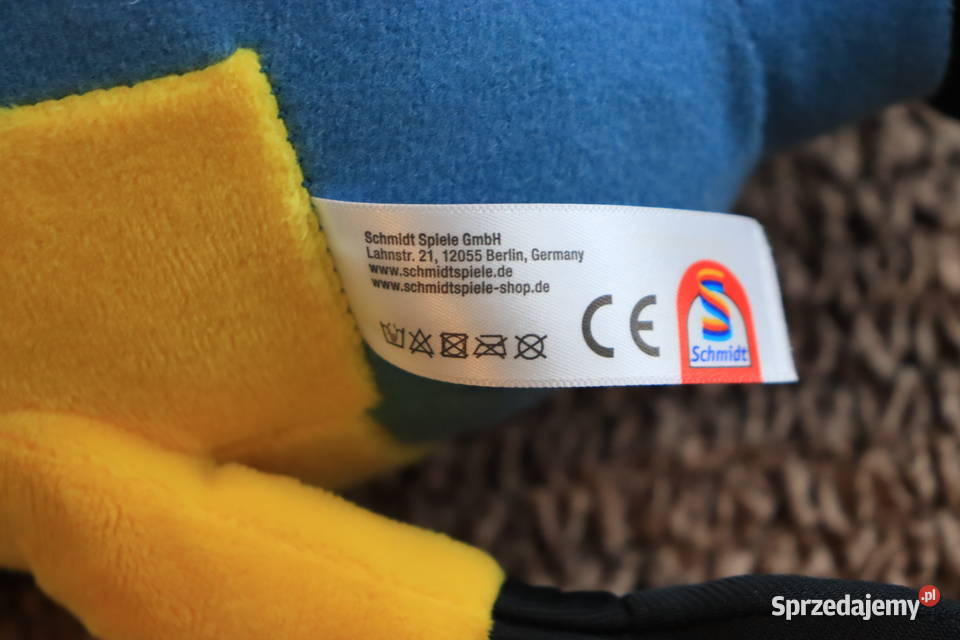 Schmidt Spiele GmbH
Lahnstr. 21, 12055 Berlin, Germany
www.schmidtspiele.de
www.schmidtspiele-shop.de
CE
Schmidt
Sprzedajemy.pl